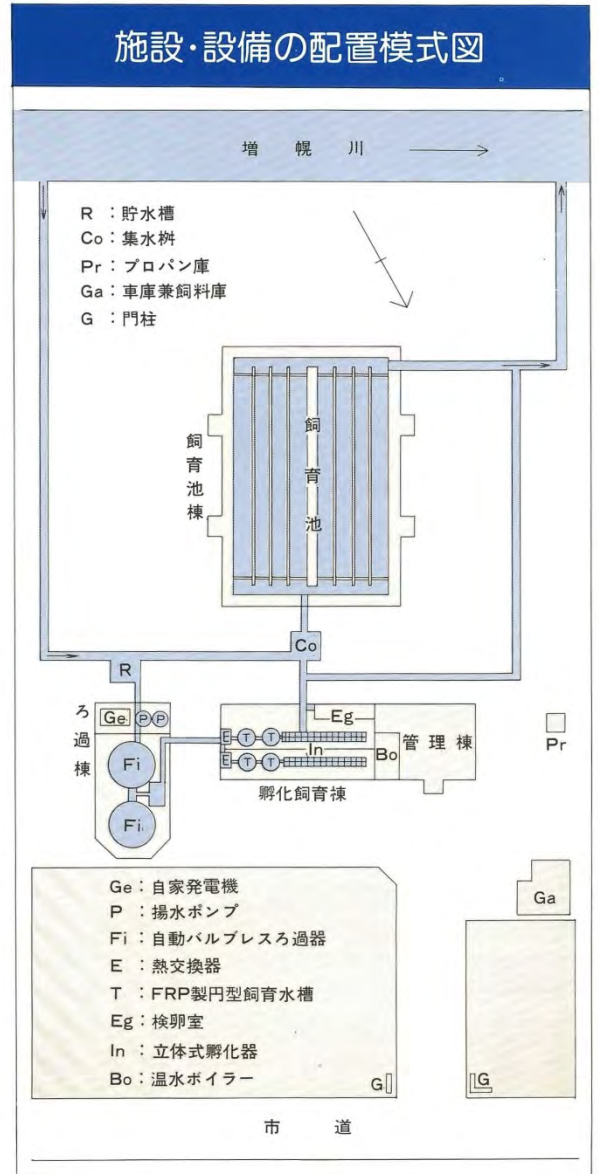 施設・設備の配置模式図
増幌川
R：貯水槽
Co：集水桝
Pr：プロパン庫
Ga：車庫兼飼料庫
G：門柱
飼育池棟
飼育池
Co
R
ろ過棟
Ge
P P
Fi
Fi
E T T
In
E T T
Eg
Bo
管理棟
孵化飼育棟
Pr
Ge：自家発電機
P：揚水ポンプ
Fi：自動バルブレスろ過器
E：熱交換器
T：FRP製円型飼育水槽
Eg：検卵室
In：立体式孵化器
Bo：温水ボイラー
Ga
G
G
市道